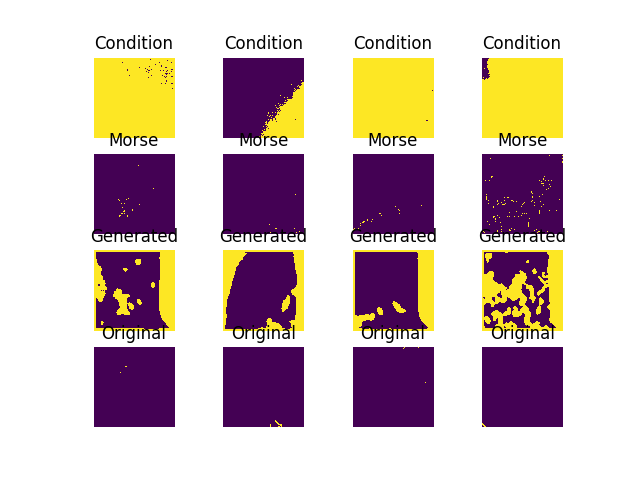 Condition Condition Condition Condition
Morse Morse Morse Morse
Generated Generated Generated Generated
Original Original Original Original